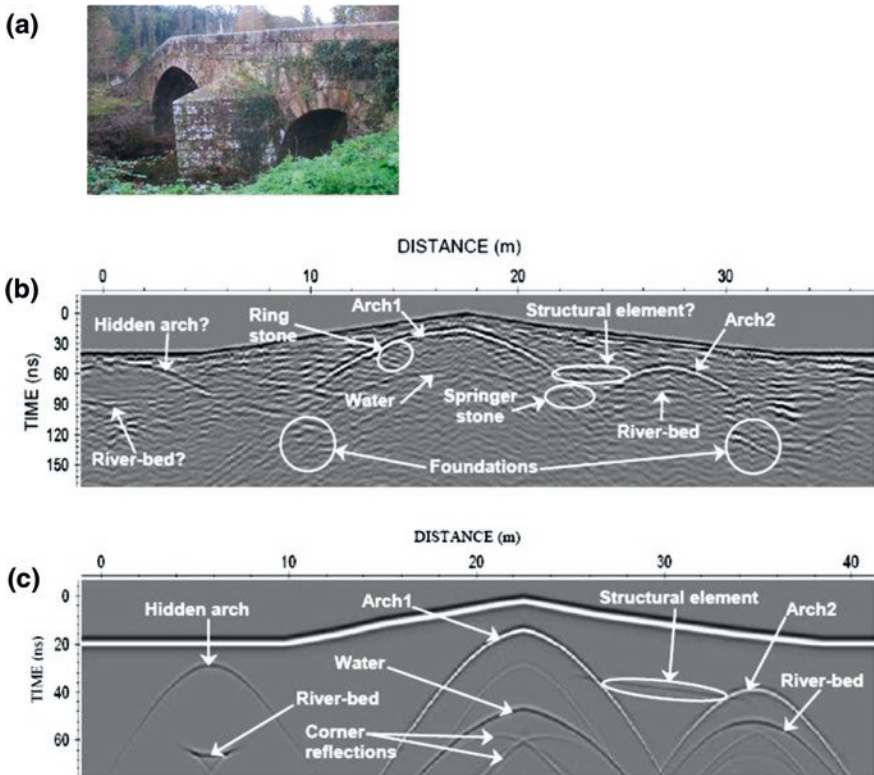 (a)
DISTANCE (m)
0 10 20 30
(b)
Hidden arch?
Ring
stone
Arch1
Structural element?
Arch2
0
30
60
90
120
150
TIME (ns)
Water
Springer
stone
River-bed
River-bed?
Foundations
DISTANCE (m)
0 10 20 30 40
(c)
Hidden arch
Arch1
Structural element
Arch2
0
20
40
60
TIME (ns)
Water
River-bed
River-bed
Corner
reflections